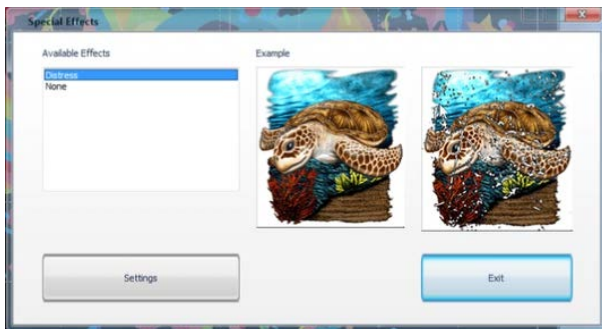 Special Effects
Available Effects
Example
Distress
None
Settings
Exit